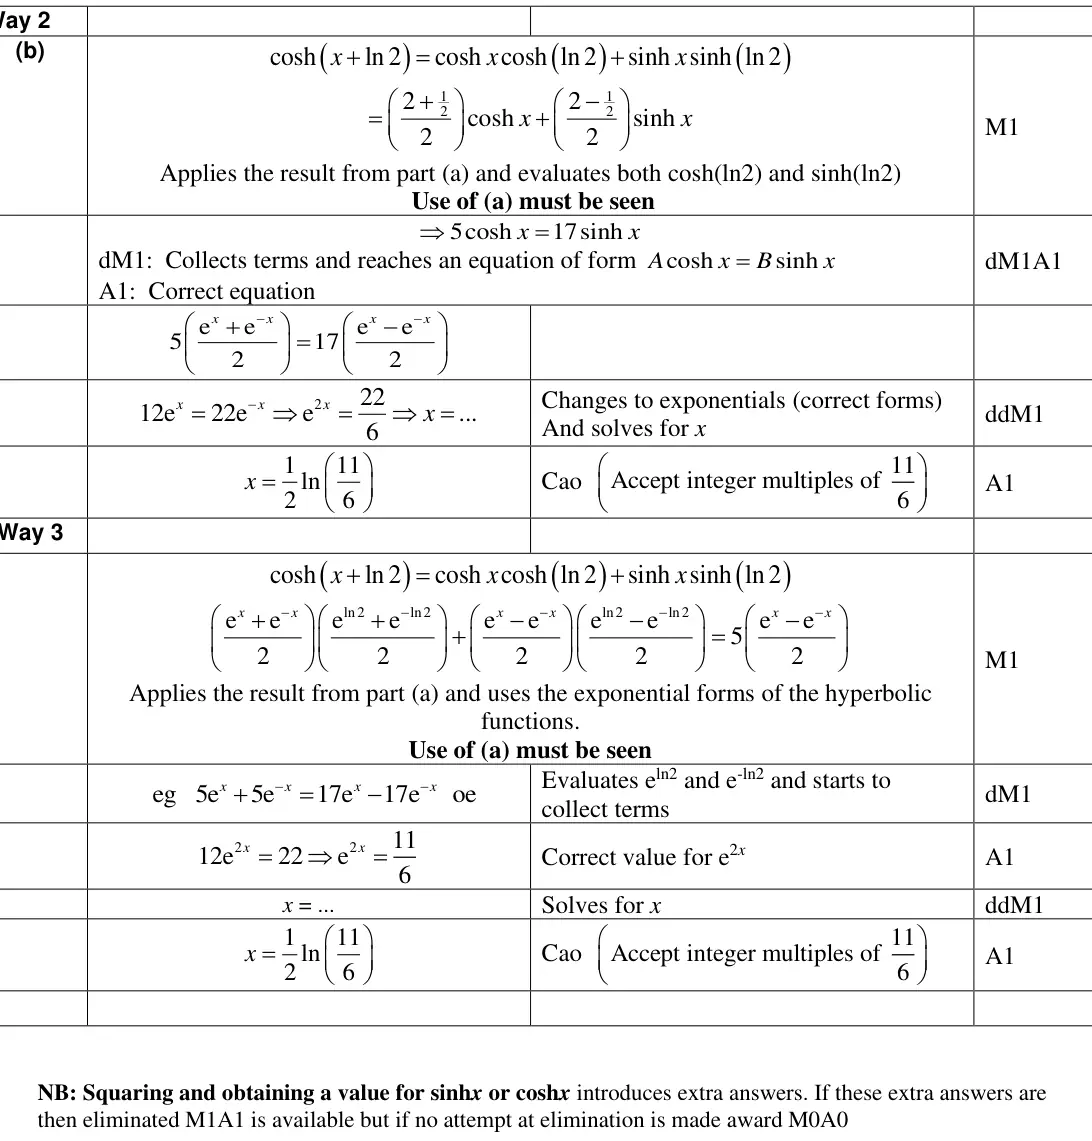 Way 2
(b)
cosh(x + ln 2) = cosh x cosh(ln 2) + sinh x sinh(ln 2)
= ((2 + 1/2)/2) cosh x + ((2 − 1/2)/2) sinh x
M1
Applies the result from part (a) and evaluates both cosh(ln2) and sinh(ln2)
Use of (a) must be seen
⇒ 5cosh x = 17sinh x
dM1: Collects terms and reaches an equation of form A cosh x = B sinh x
dM1A1
A1: Correct equation
5((e^x + e^−x)/2) = 17((e^x − e^−x)/2)
12e^x = 22e^−x ⇒ e^2x = 22/6 ⇒ x = ...
Changes to exponentials (correct forms)
And solves for x
ddM1
x = 1/2 ln(11/6)
Cao (Accept integer multiples of 11/6)
A1
Way 3
cosh(x + ln 2) = cosh x cosh(ln 2) + sinh x sinh(ln 2)
((e^x + e^−x)/2)((e^ln 2 + e^−ln 2)/2) + ((e^x − e^−x)/2)((e^ln 2 − e^−ln 2)/2) = 5((e^x − e^−x)/2)
M1
Applies the result from part (a) and uses the exponential forms of the hyperbolic
functions.
Use of (a) must be seen
eg 5e^x + 5e^−x = 17e^x − 17e^−x oe
Evaluates e^ln2 and e^-ln2 and starts to
collect terms
dM1
12e^2x = 22 ⇒ e^2x = 11/6
Correct value for e^2x
A1
x = ...
Solves for x
ddM1
x = 1/2 ln(11/6)
Cao (Accept integer multiples of 11/6)
A1
NB: Squaring and obtaining a value for sinhx or coshx introduces extra answers. If these extra answers are
then eliminated M1A1 is available but if no attempt at elimination is made award M0A0